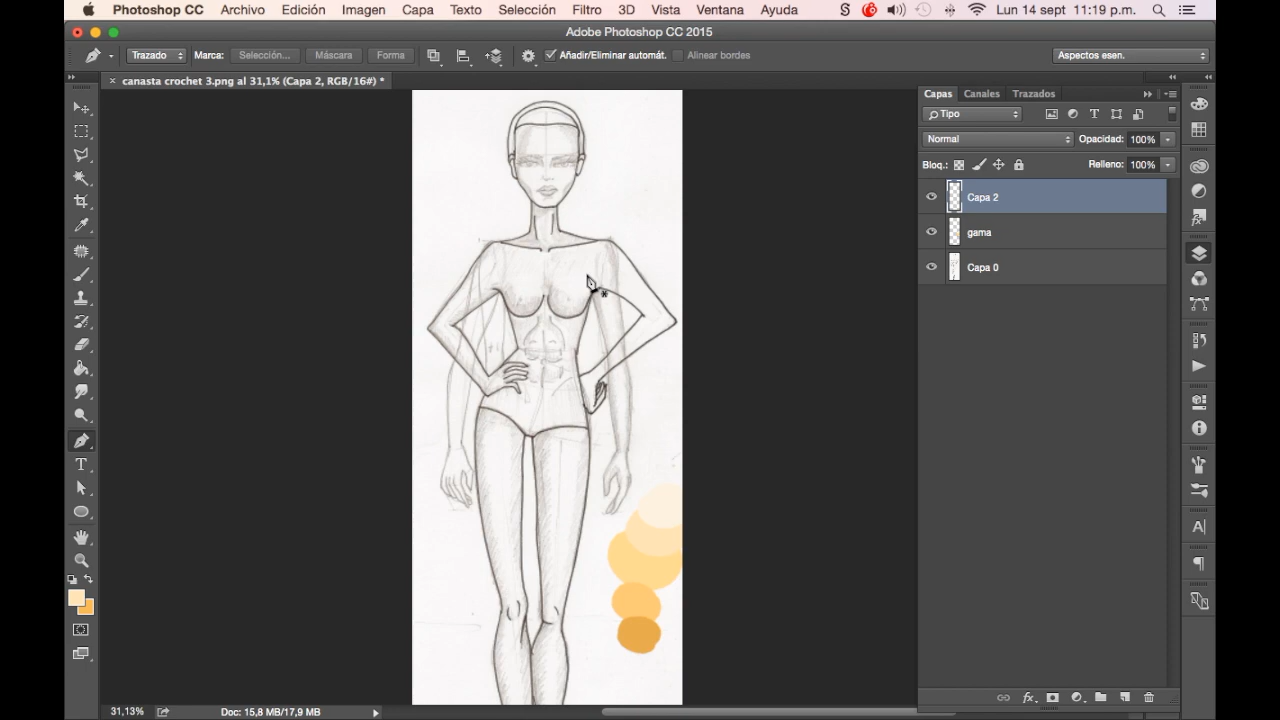 Photoshop CC Archivo Edición Imagen Capa Texto Selección Filtro 3D Vista Ventana Ayuda Lun 14 sept 11:19 p.m.
Adobe Photoshop CC 2015
Trazado Marca: Selección... Máscara Forma Añadir/Eliminar automát. Alinear bordes Aspectos esen.
× canasta crochet 3.png al 31,1% (Capa 2, RGB/16#) *
Capas Canales Trazados
Tipo
Normal Opacidad: 100%
Bloq.: Relleno: 100%
Capa 2
gama
Capa 0
31,13% Doc: 15,8 MB/17,9 MB